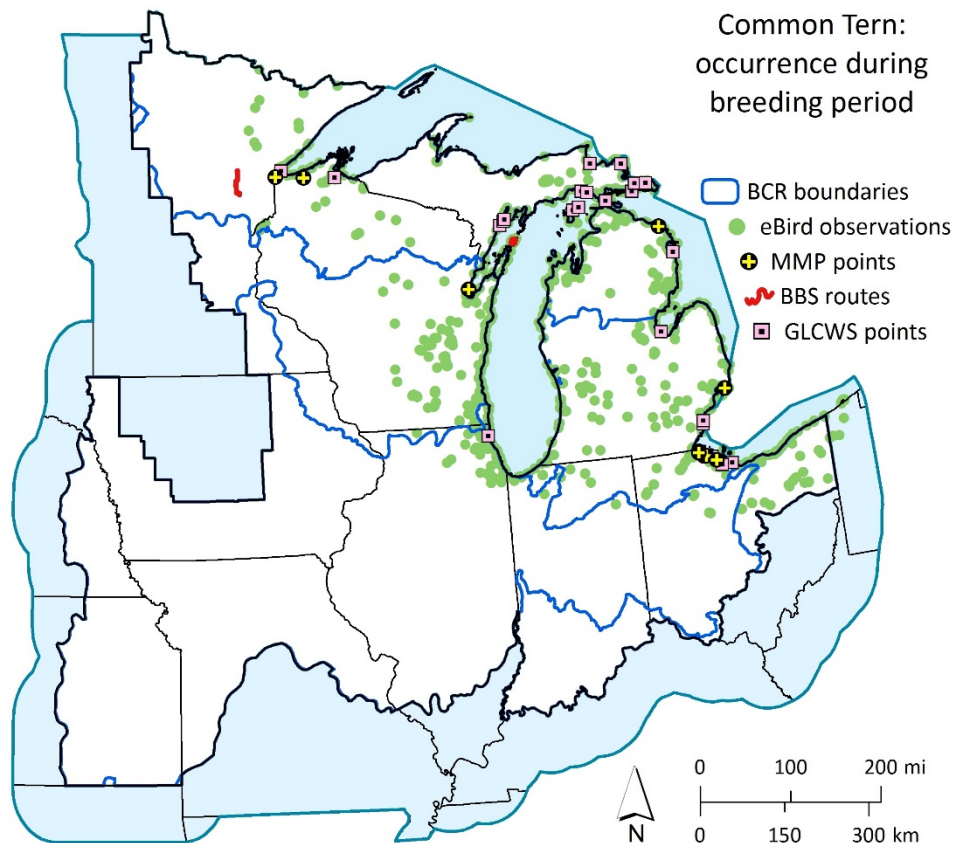 Common Tern:
occurrence during
breeding period
BCR boundaries
eBird observations
MMP points
BBS routes
GLCWS points
0 100 200 mi
0 150 300 km
N